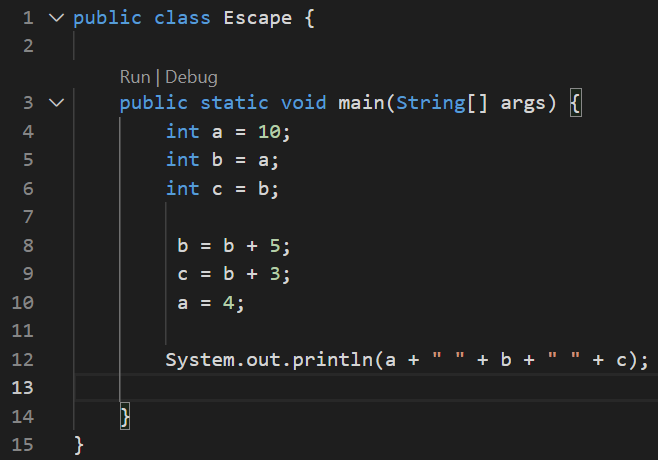 1 public class Escape {
2
Run | Debug
3 public static void main(String[] args) {
4 int a = 10;
5 int b = a;
6 int c = b;
7
8 b = b + 5;
9 c = b + 3;
10 a = 4;
11
12 System.out.println(a + " " + b + " " + c);
13
14 }
15 }